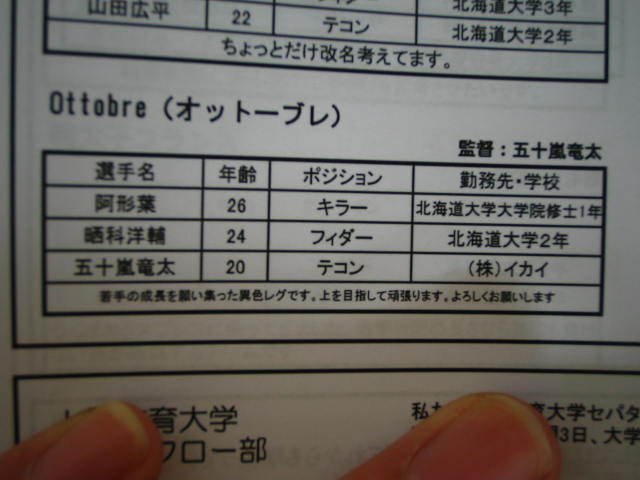 山田広平 22 テコン 北海道大学3年
北海道大学2年
ちょっとだけ改名考えてます。
Ottobre（オットーブレ）
監督：五十嵐竜太
選手名 年齢 ポジション 勤務先・学校
阿形葉 26 キラー 北海道大学大学院修士1年
晒科洋輔 24 フィダー 北海道大学2年
五十嵐竜太 20 テコン （株）イカイ
若手の成長を願い集った異色レグです。上を目指して頑張ります。よろしくお願いします
育大学
フロー部
私た
育大学セパタ
3日、大学